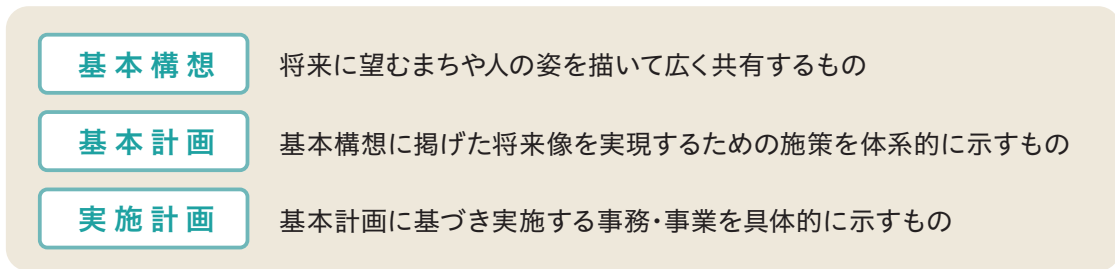 基本構想 将来に望むまちや人の姿を描いて広く共有するもの
基本計画 基本構想に掲げた将来像を実現するための施策を体系的に示すもの
実施計画 基本計画に基づき実施する事務・事業を具体的に示すもの